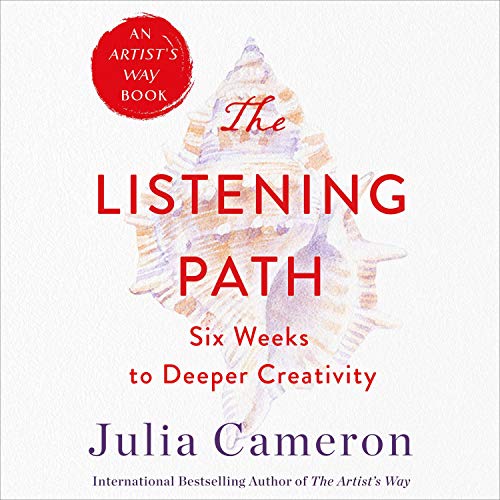 AN
ARTIST'S
WAY
BOOK
The
LISTENING
PATH
Six Weeks
to Deeper Creativity
Julia Cameron
International Bestselling Author of The Artist's Way